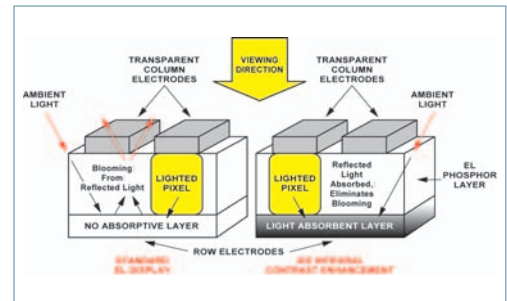 TRANSPARENT
COLUMN
ELECTRODES
VIEWING
DIRECTION
TRANSPARENT
COLUMN
ELECTRODES
AMBIENT
LIGHT
AMBIENT
LIGHT
Blooming
From
Reflected Light
LIGHTED
PIXEL
LIGHTED
PIXEL
Reflected
Light
Absorbed,
Eliminates
Blooming
EL
PHOSPHOR
LAYER
NO ABSORPTIVE LAYER
LIGHT ABSORBENT LAYER
ROW ELECTRODES
STANDARD
EL DISPLAY
INTEGRAL
CONTRAST ENHANCEMENT